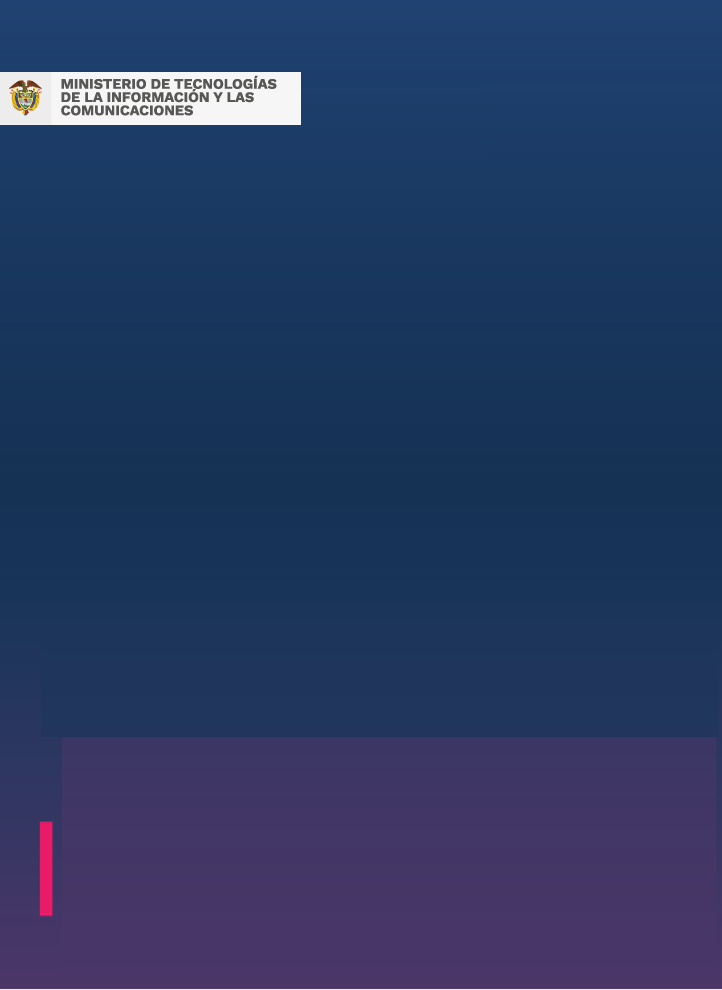 MINISTERIO DE TECNOLOGÍAS
DE LA INFORMACIÓN Y LAS
COMUNICACIONES